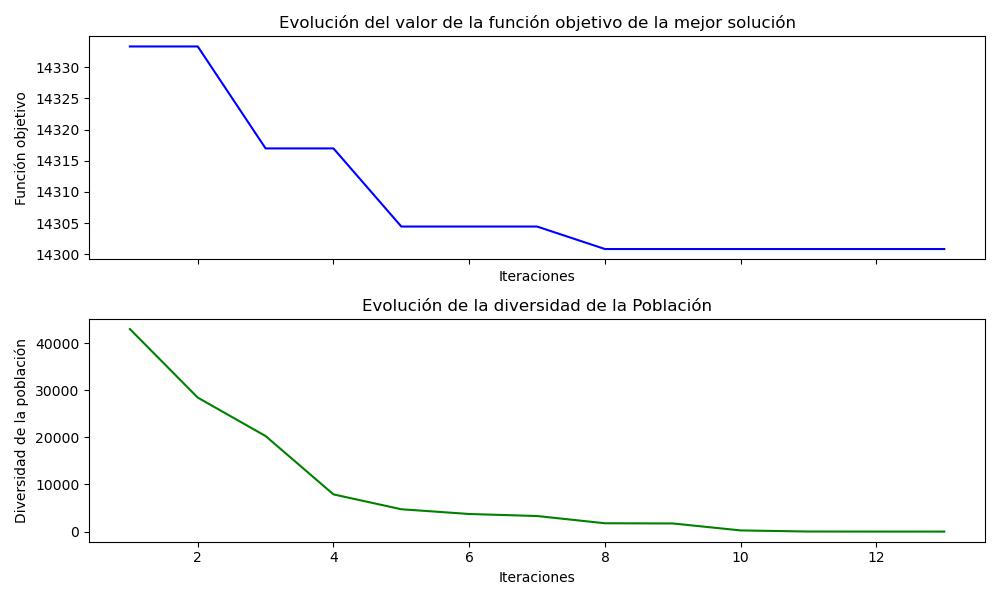 Evolución del valor de la función objetivo de la mejor solución
Función objetivo
14330
14325
14320
14315
14310
14305
14300
Iteraciones
Evolución de la diversidad de la Población
Diversidad de la población
40000
30000
20000
10000
0
2 4 6 8 10 12
Iteraciones